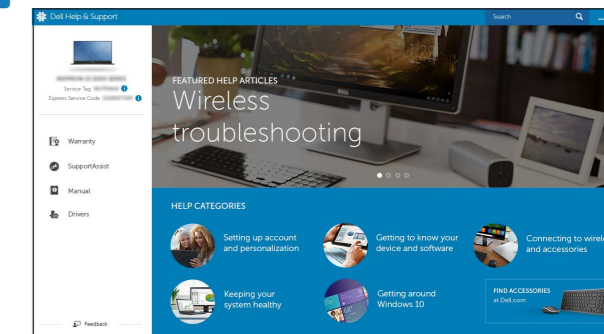 Dell Help & Support
Search
Service Tag:
Express Service Code:
Warranty
SupportAssist
Manual
Drivers
Feedback
FEATURED HELP ARTICLES
Wireless
troubleshooting
HELP CATEGORIES
Setting up account
and personalization
Getting to know your
device and software
Connecting to
and accessories
Keeping your
system healthy
Getting around
Windows 10
FIND ACCESSORIES
at Dell.com